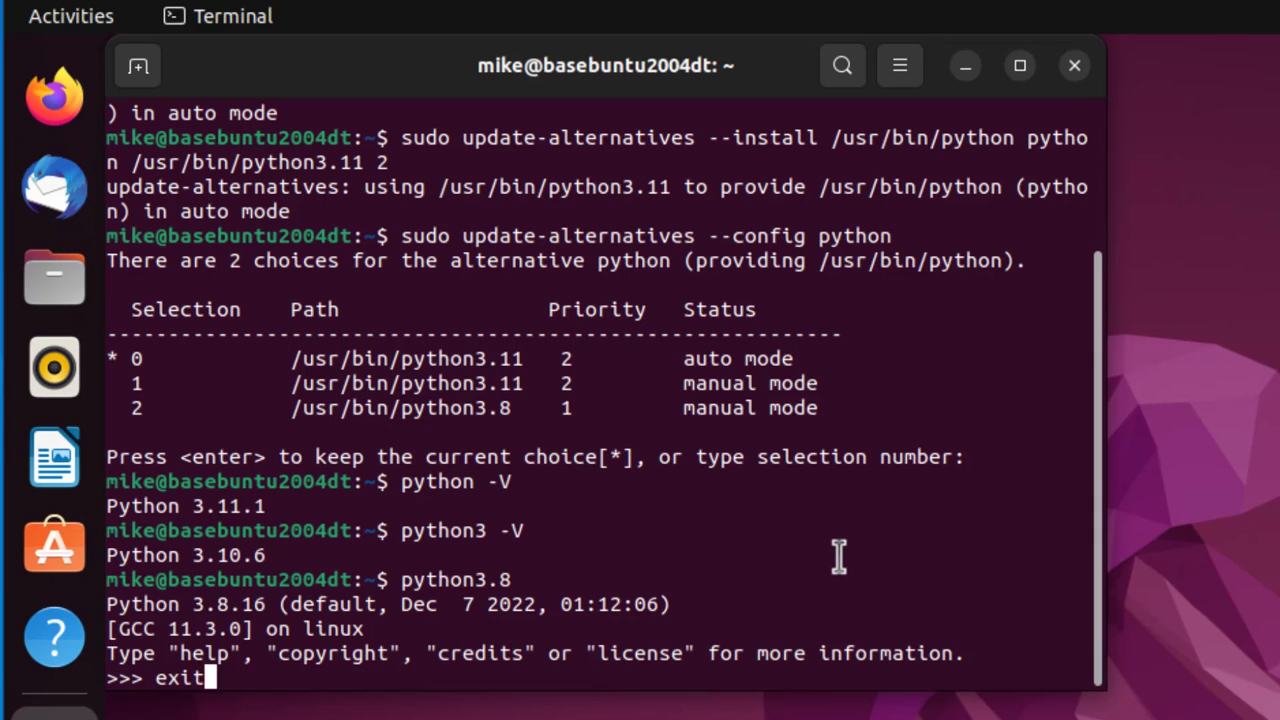 Activities
Terminal
mike@basebuntu2004dt: ~
) in auto mode
mike@basebuntu2004dt:~$ sudo update-alternatives --install /usr/bin/python pytho
n /usr/bin/python3.11 2
update-alternatives: using /usr/bin/python3.11 to provide /usr/bin/python (pytho
n) in auto mode
mike@basebuntu2004dt:~$ sudo update-alternatives --config python
There are 2 choices for the alternative python (providing /usr/bin/python).
Selection Path Priority Status
------------------------------------------------------------
* 0 /usr/bin/python3.11 2 auto mode
1 /usr/bin/python3.11 2 manual mode
2 /usr/bin/python3.8 1 manual mode
Press <enter> to keep the current choice[*], or type selection number:
mike@basebuntu2004dt:~$ python -V
Python 3.11.1
mike@basebuntu2004dt:~$ python3 -V
Python 3.10.6
mike@basebuntu2004dt:~$ python3.8
Python 3.8.16 (default, Dec  7 2022, 01:12:06)
[GCC 11.3.0] on linux
Type "help", "copyright", "credits" or "license" for more information.
>>> exit